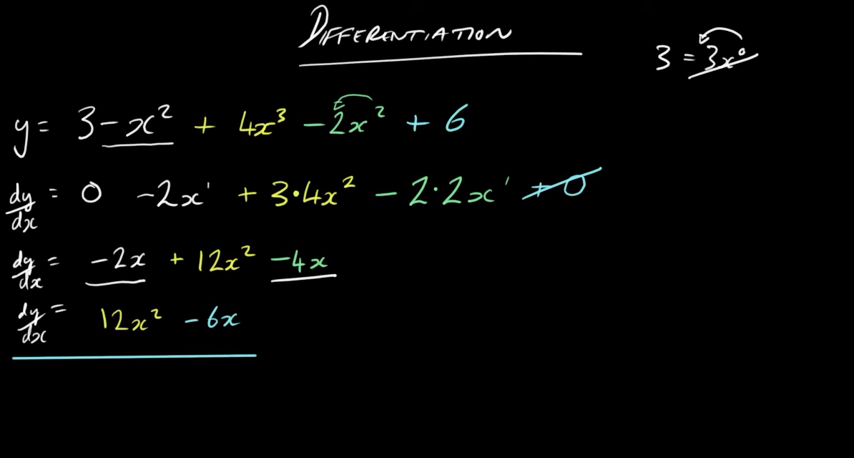 DIFFERENTIATION
3 = 3x⁰
y = 3 - x² + 4x³ - 2x² + 6
dy/dx = 0 - 2x¹ + 3·4x² - 2·2x¹ + 0
dy/dx = -2x + 12x² - 4x
dy/dx = 12x² - 6x